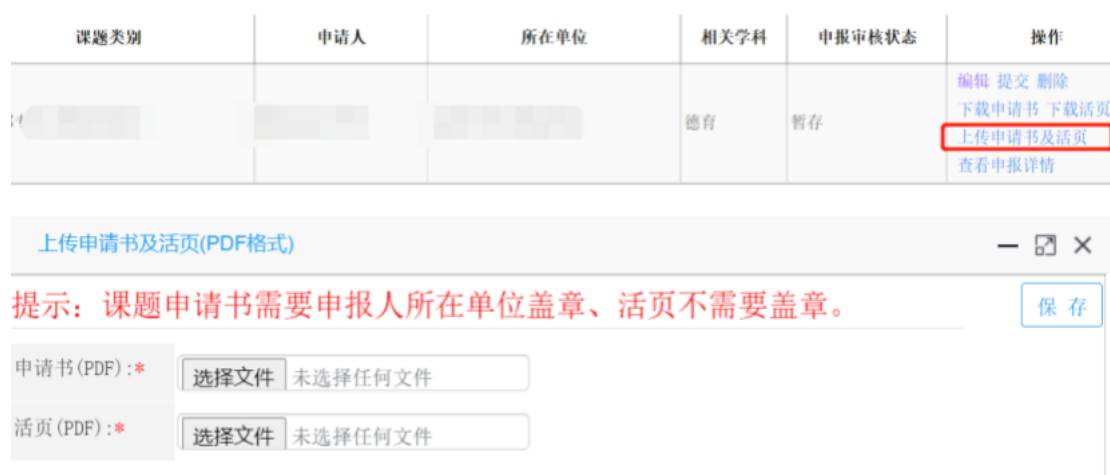 课题类别 申请人 所在单位 相关学科 申报审核状态 操作
编辑 提交 删除
下载申请书 下载活页
德育 暂存
上传申请书及活页
查看申报详情
上传申请书及活页(PDF格式)
提示：课题申请书需要申报人所在单位盖章、活页不需要盖章。 保 存
申请书(PDF):* 选择文件 未选择任何文件
活页(PDF):* 选择文件 未选择任何文件